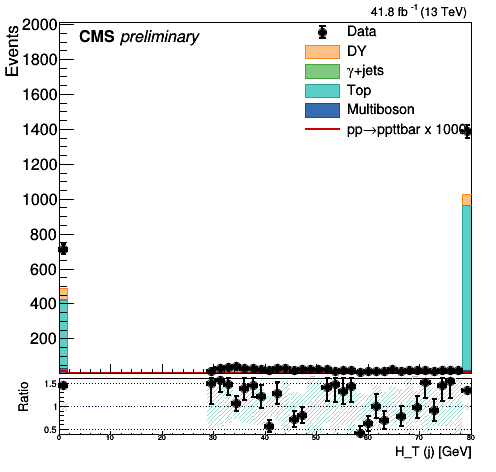 41.8 fb⁻¹ (13 TeV)
Events
2000
1800
1600
1400
1200
1000
800
600
400
200
CMS preliminary
Data
DY
γ+jets
Top
Multiboson
pp→ppttbar x 1000
Ratio
1.5
1
0.5
0 10 20 30 40 50 60 70 80
H_T (j) [GeV]